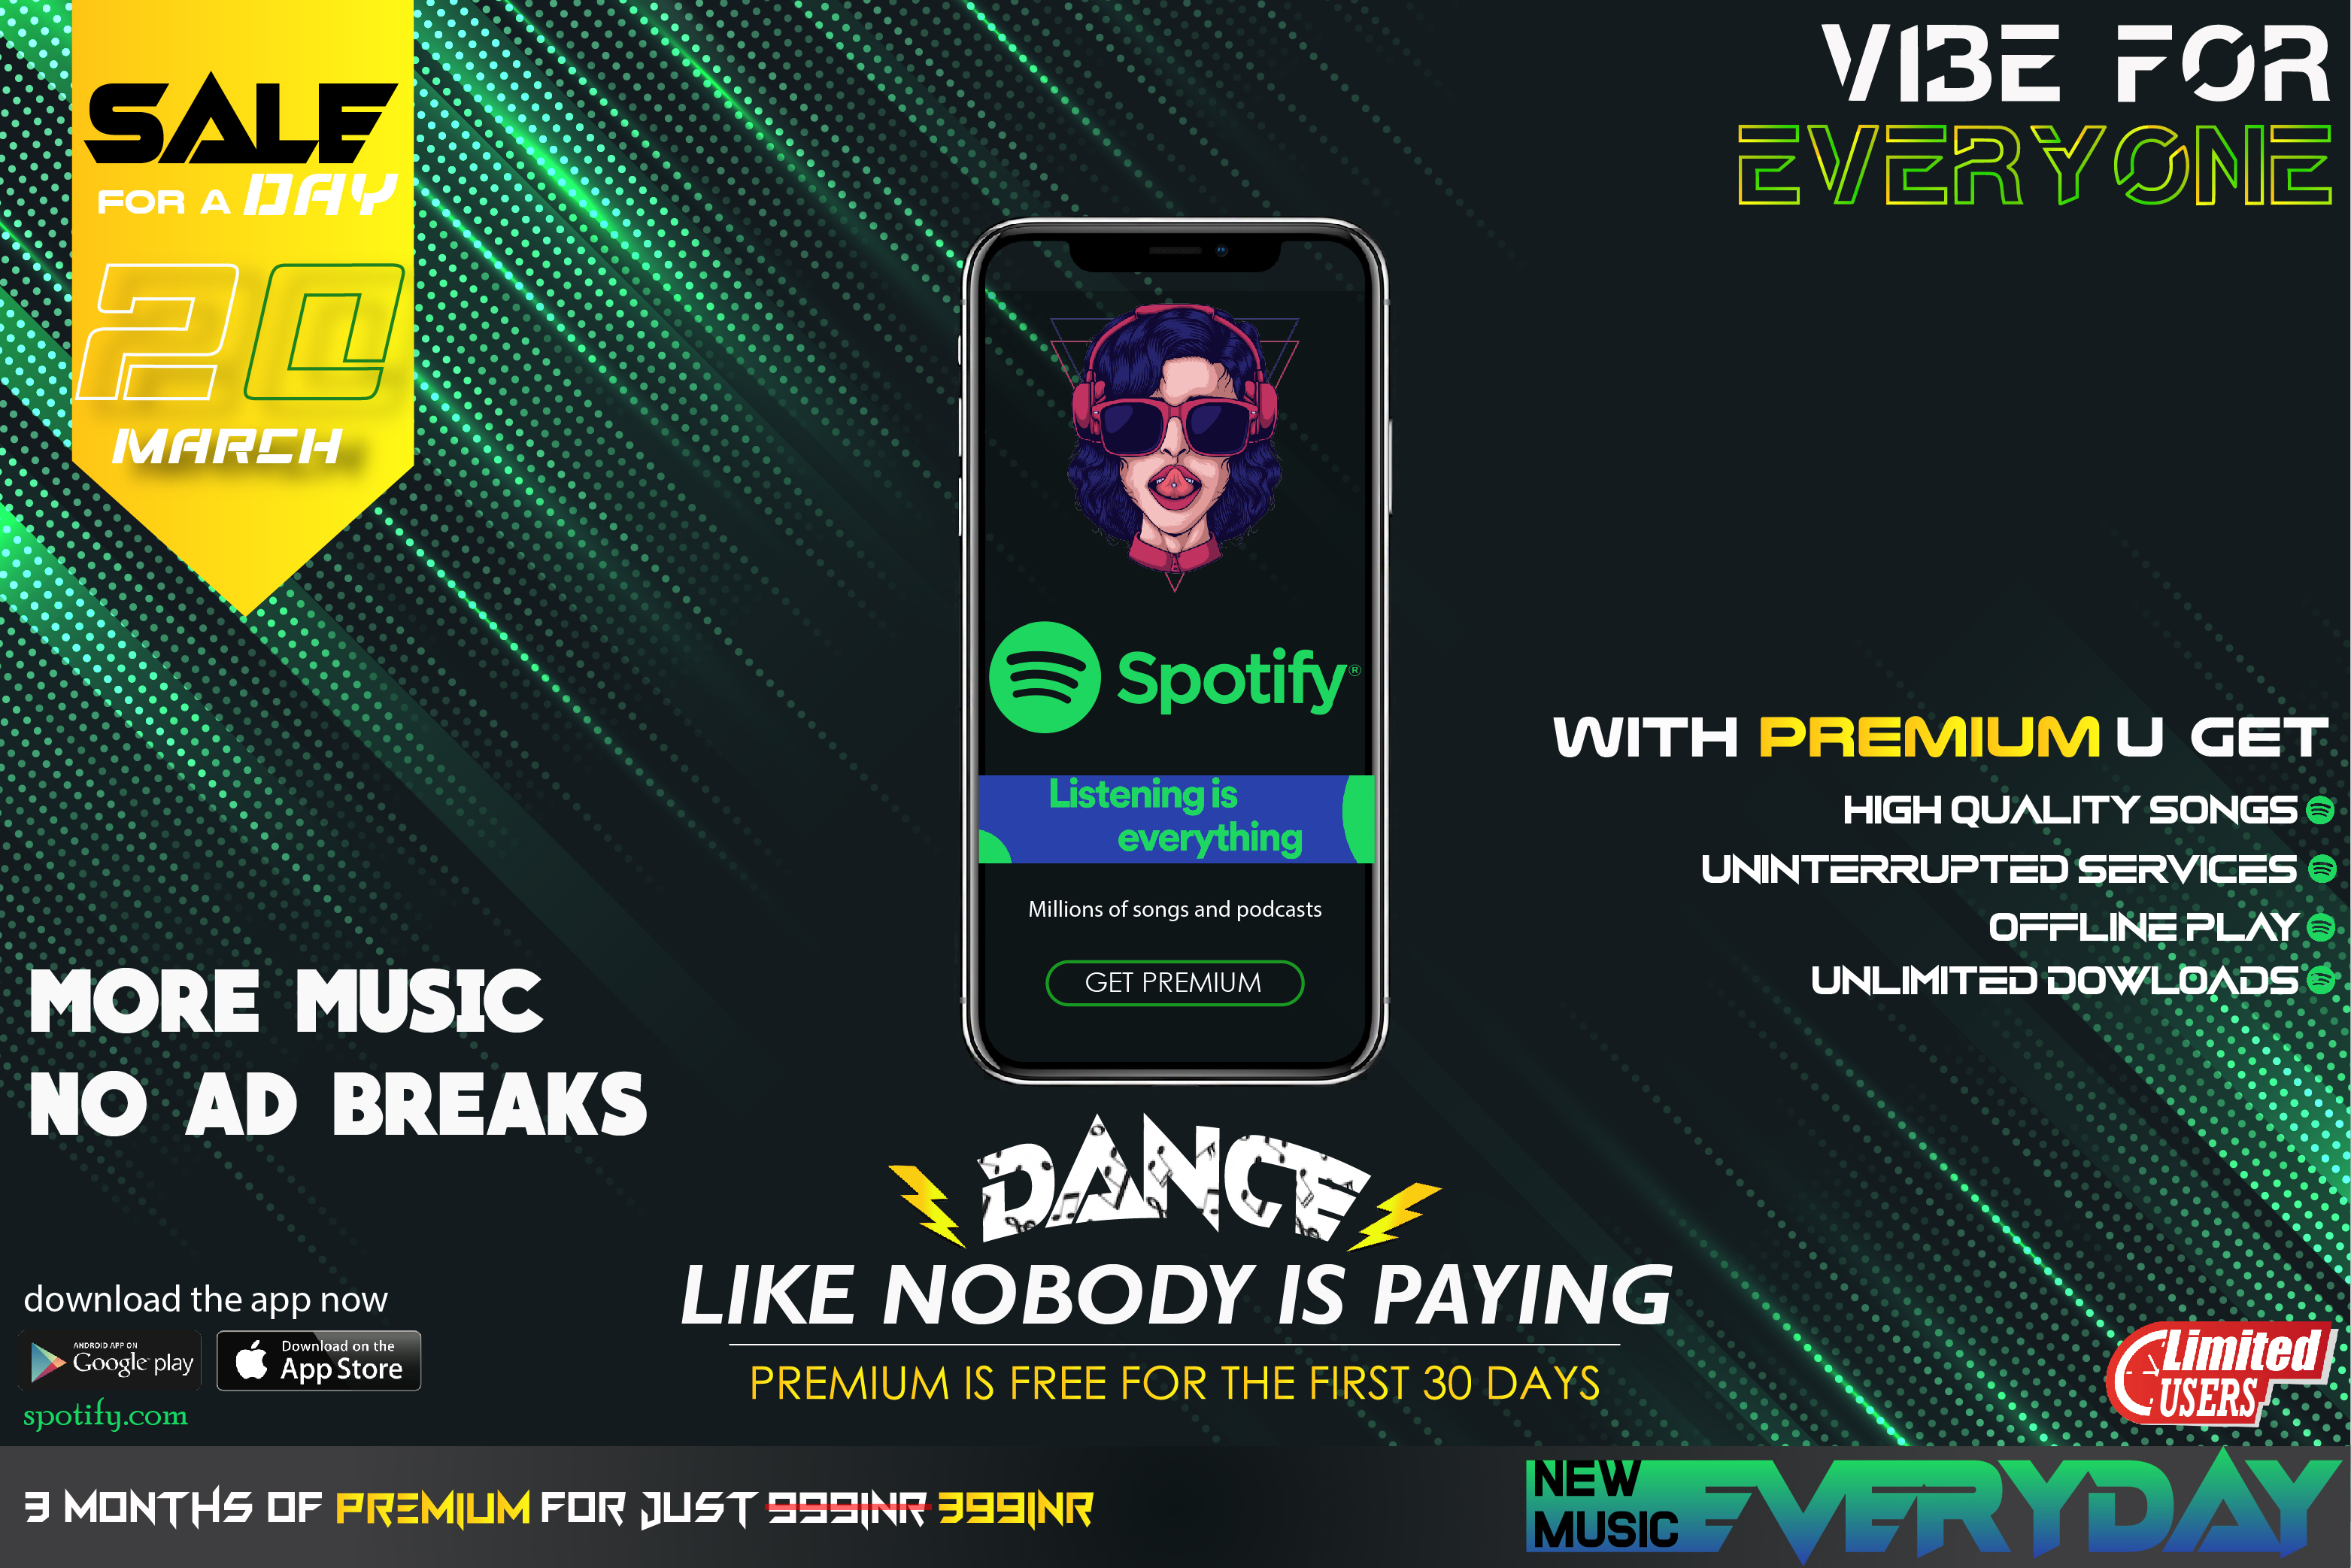 SALE
FOR A DAY
20
MARCH
VIBE FOR
EVERYONE
Spotify®
Listening is
everything
Millions of songs and podcasts
GET PREMIUM
WITH PREMIUM U GET
HIGH QUALITY SONGS
UNINTERRUPTED SERVICES
OFFLINE PLAY
UNLIMITED DOWLOADS
MORE MUSIC
NO AD BREAKS
DANCE
LIKE NOBODY IS PAYING
PREMIUM IS FREE FOR THE FIRST 30 DAYS
download the app now
ANDROID APP ON
Google play
Download on the
App Store
spotify.com
Limited
USERS
3 MONTHS OF PREMIUM FOR JUST 999INR 399INR
NEW
MUSIC
EVERYDAY